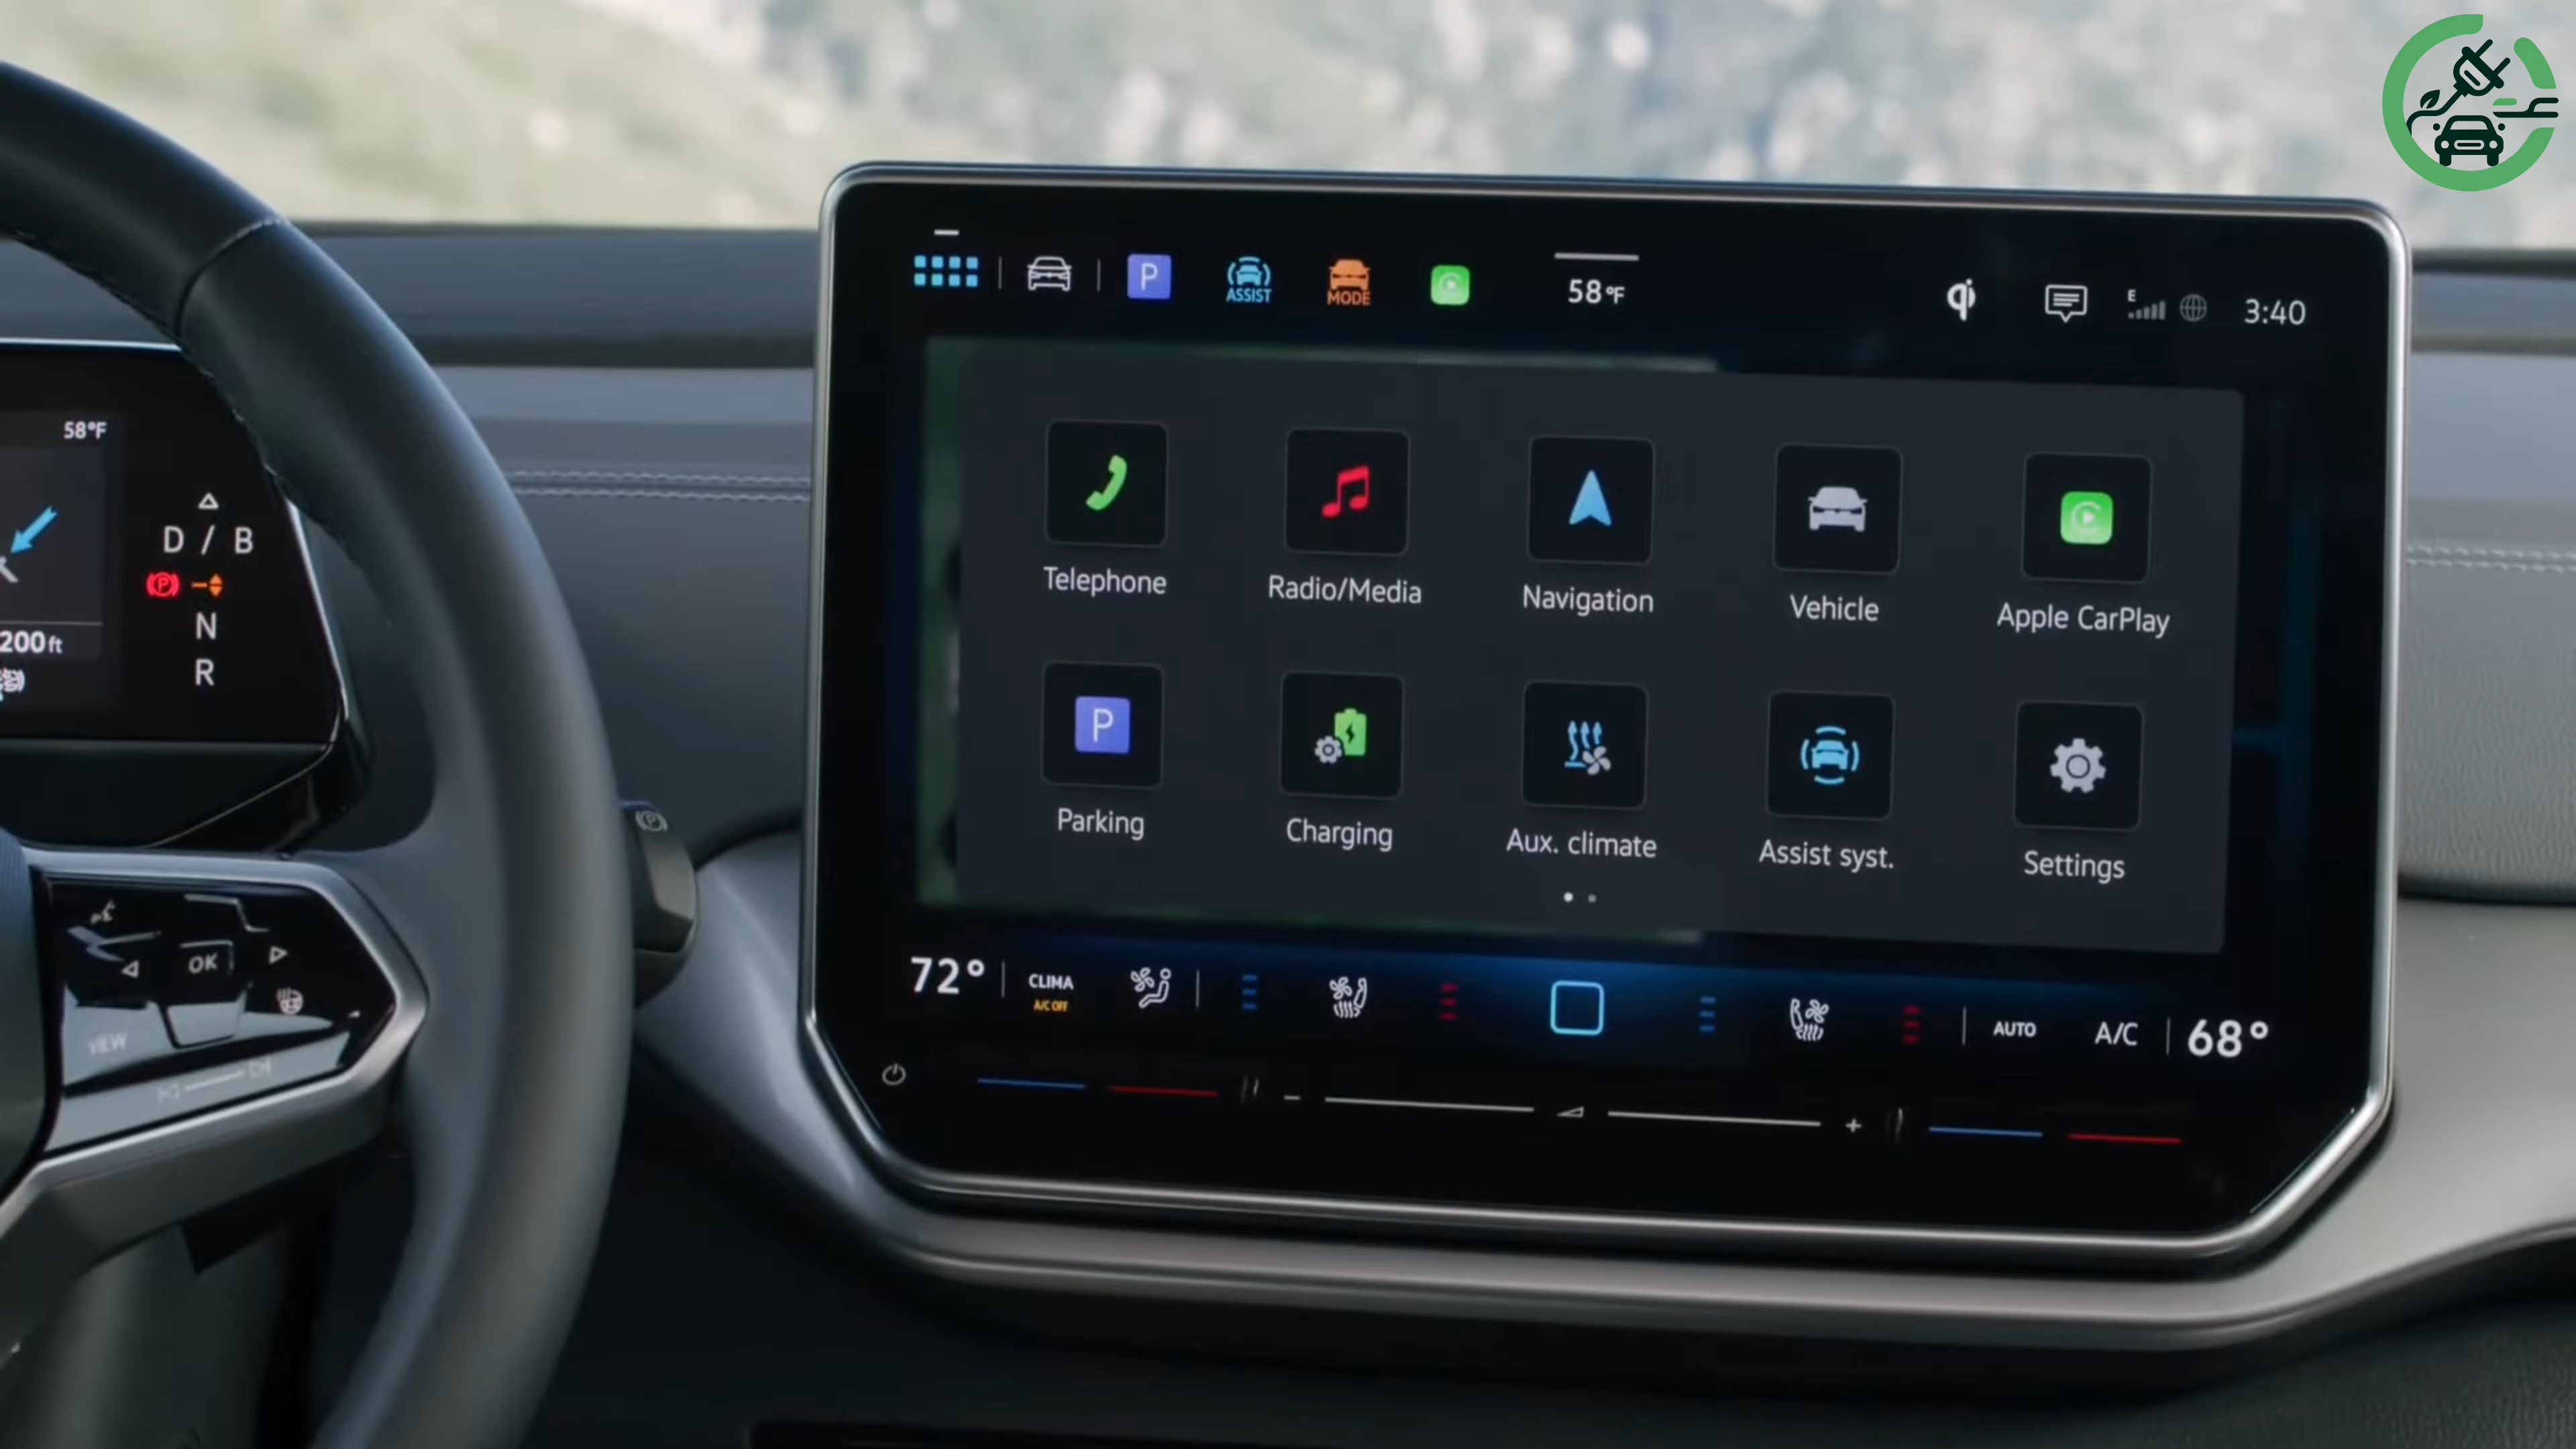 P ASSIST MODE 58°F E 3:40
Telephone Radio/Media Navigation Vehicle Apple CarPlay
P
Parking Charging Aux. climate Assist syst. Settings
72° CLIMA AUTO A/C 68°
A/C OFF
58°F
D / B
P
N
200 ft
R
P
OK
VIEW